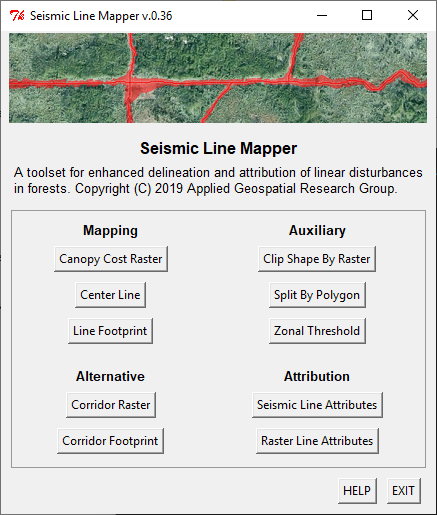 Seismic Line Mapper v.0.36
Seismic Line Mapper
A toolset for enhanced delineation and attribution of linear disturbances
in forests. Copyright (C) 2019 Applied Geospatial Research Group.
Mapping
Canopy Cost Raster
Center Line
Line Footprint
Auxiliary
Clip Shape By Raster
Split By Polygon
Zonal Threshold
Alternative
Corridor Raster
Corridor Footprint
Attribution
Seismic Line Attributes
Raster Line Attributes
HELP
EXIT